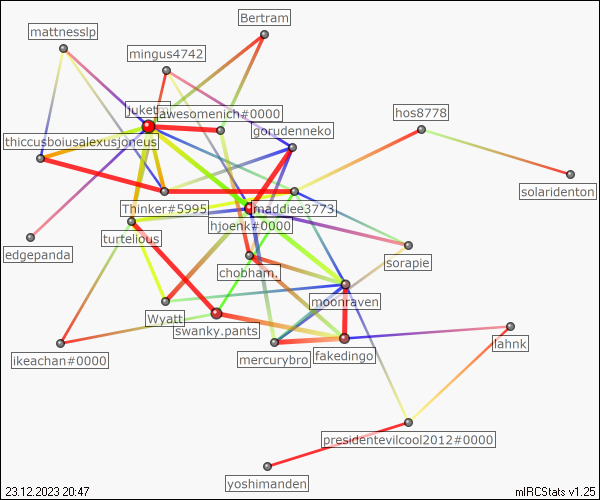 Bertram
mattnesslp
mingus4742
juket
awesomenich#0000
hos8778
gorudenneko
thiccusboiusalexusjoneus
solaridenton
Thinker#5995
maddiee3773
hjoenk#0000
turtelious
edgepanda
sorapie
chobham.
moonraven
Wyatt
swanky.pants
lahnk
ikeachan#0000
mercurybro
fakedingo
presidentevilcool2012#0000
yoshimanden
23.12.2023 20:47
mIRCStats v1.25